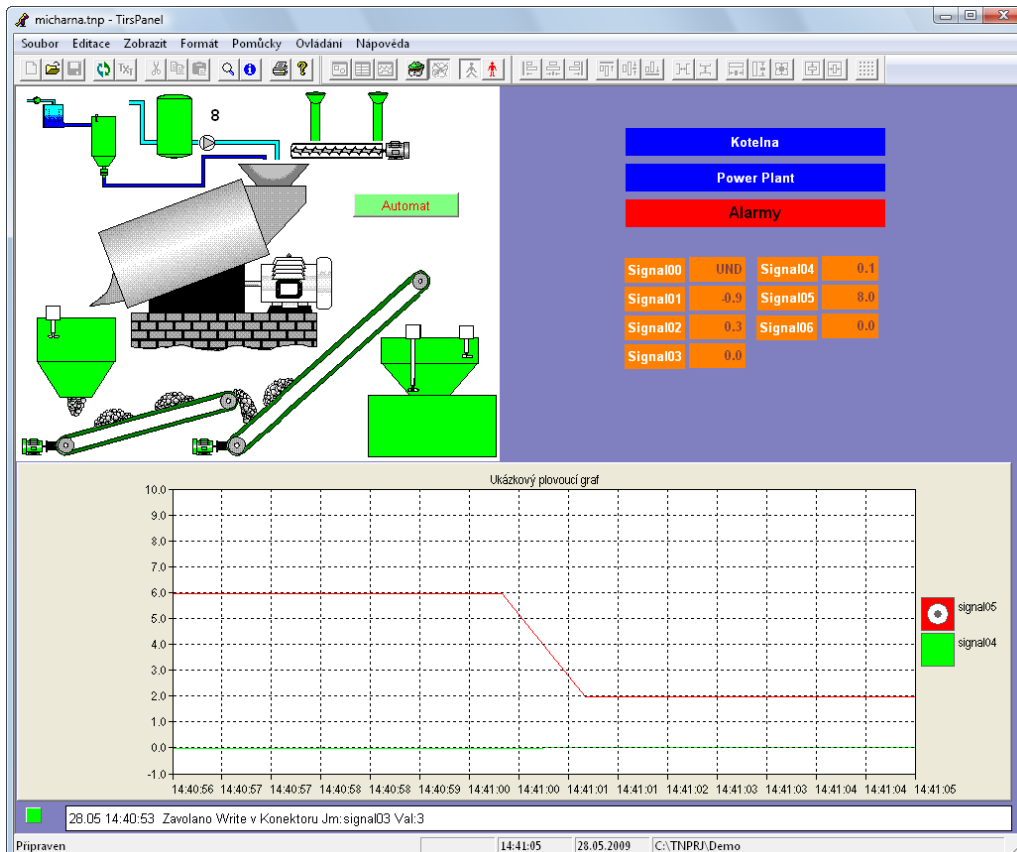 micharna.tnp - TirsPanel
Soubor Editace Zobrazit Formát Pomůcky Ovládání Nápověda
TXT
8
Automat
Kotelna
Power Plant
Alarmy
Signal00 UND Signal04 0.1
Signal01 -0.9 Signal05 8.0
Signal02 0.3 Signal06 0.0
Signal03 0.0
Ukázkový plovoucí graf
10.0
9.0
8.0
7.0
6.0
5.0
4.0
3.0
2.0
1.0
0.0
-1.0
signal05
signal04
14:40:56 14:40:57 14:40:57 14:40:58 14:40:58 14:40:59 14:41:00 14:41:00 14:41:01 14:41:01 14:41:02 14:41:03 14:41:03 14:41:04 14:41:04 14:41:05
28.05 14:40:53 Zavolano Write v Konektoru Jm:signal03 Val:3
Připraven 14:41:05 28.05.2009 C:\TNPRJ\Demo